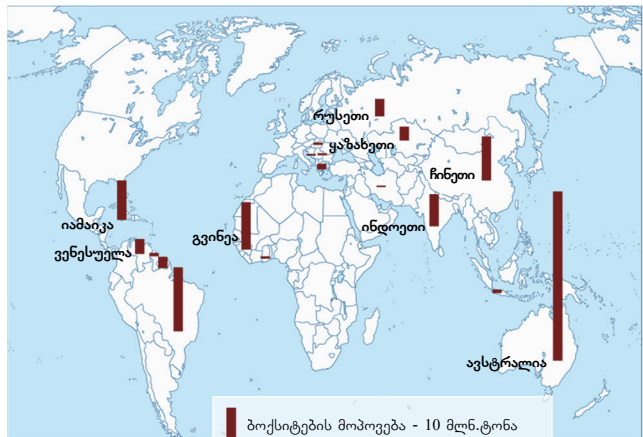 რუსეთი
ყაზახეთი
ჩინეთი
იამაიკა
გვინეა
ინდოეთი
ვენესუელა
ავსტრალია
ბოქსიტების მოპოვება - 10 მლნ.ტონა